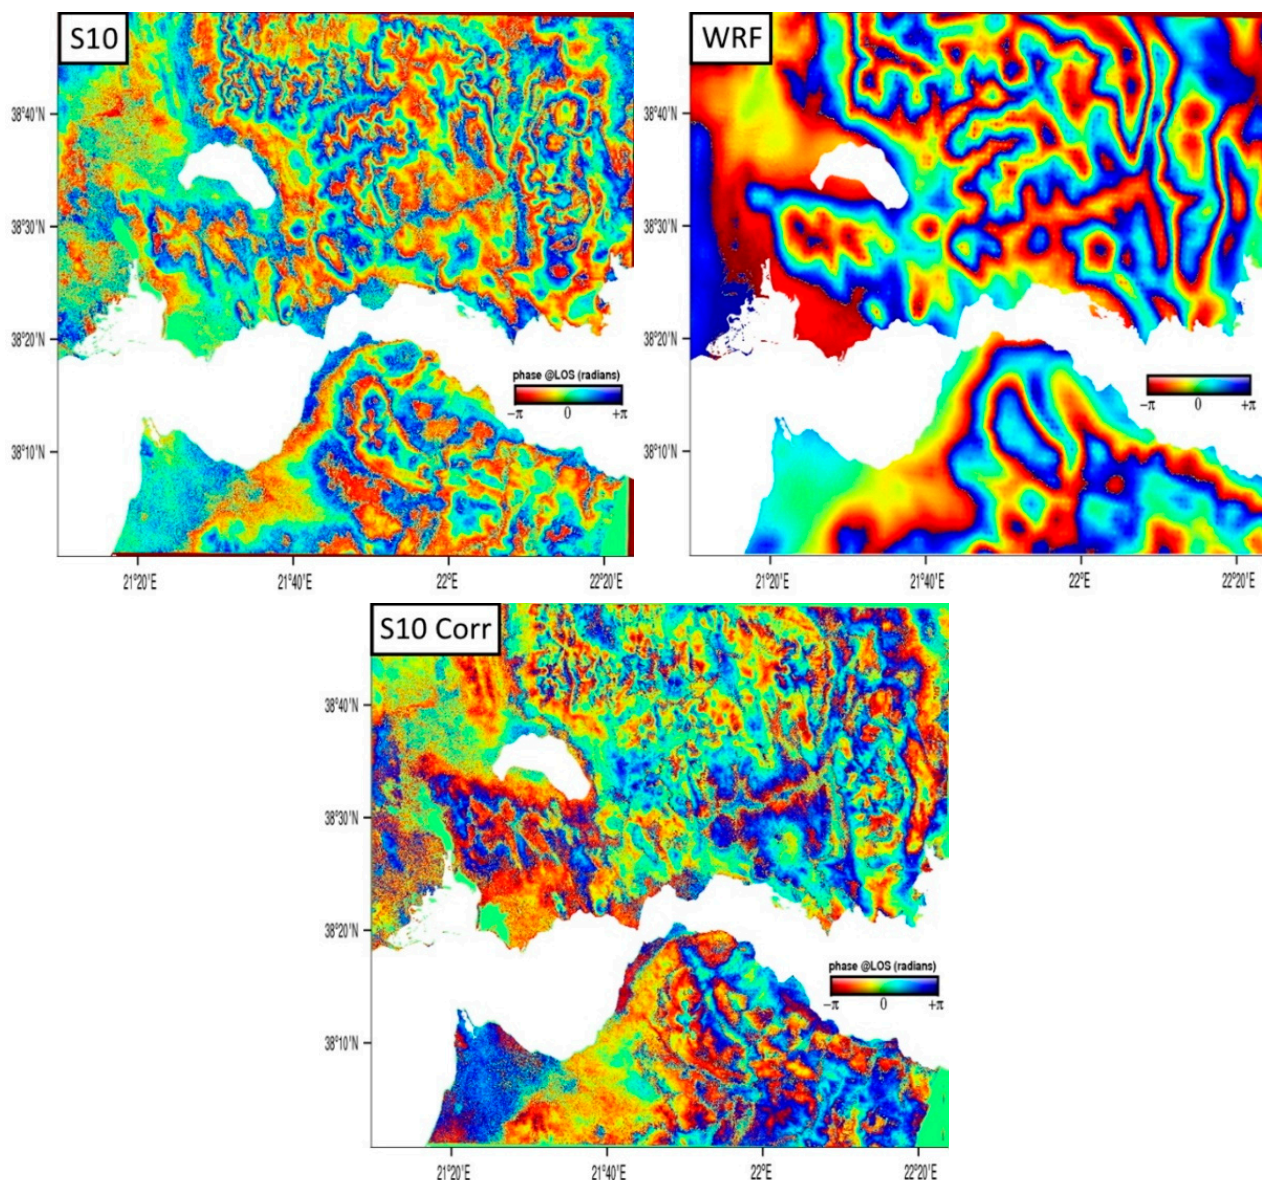 S10
WRF
38°40'N
38°30'N
38°20'N
38°10'N
phase @LOS (radians)
−π 0 +π
21°20'E 21°40'E 22°E 22°20'E
38°40'N
38°30'N
38°20'N
38°10'N
−π 0 +π
21°20'E 21°40'E 22°E 22°20'E
S10 Corr
38°40'N
38°30'N
38°20'N
38°10'N
phase @LOS (radians)
−π 0 +π
21°20'E 21°40'E 22°E 22°20'E